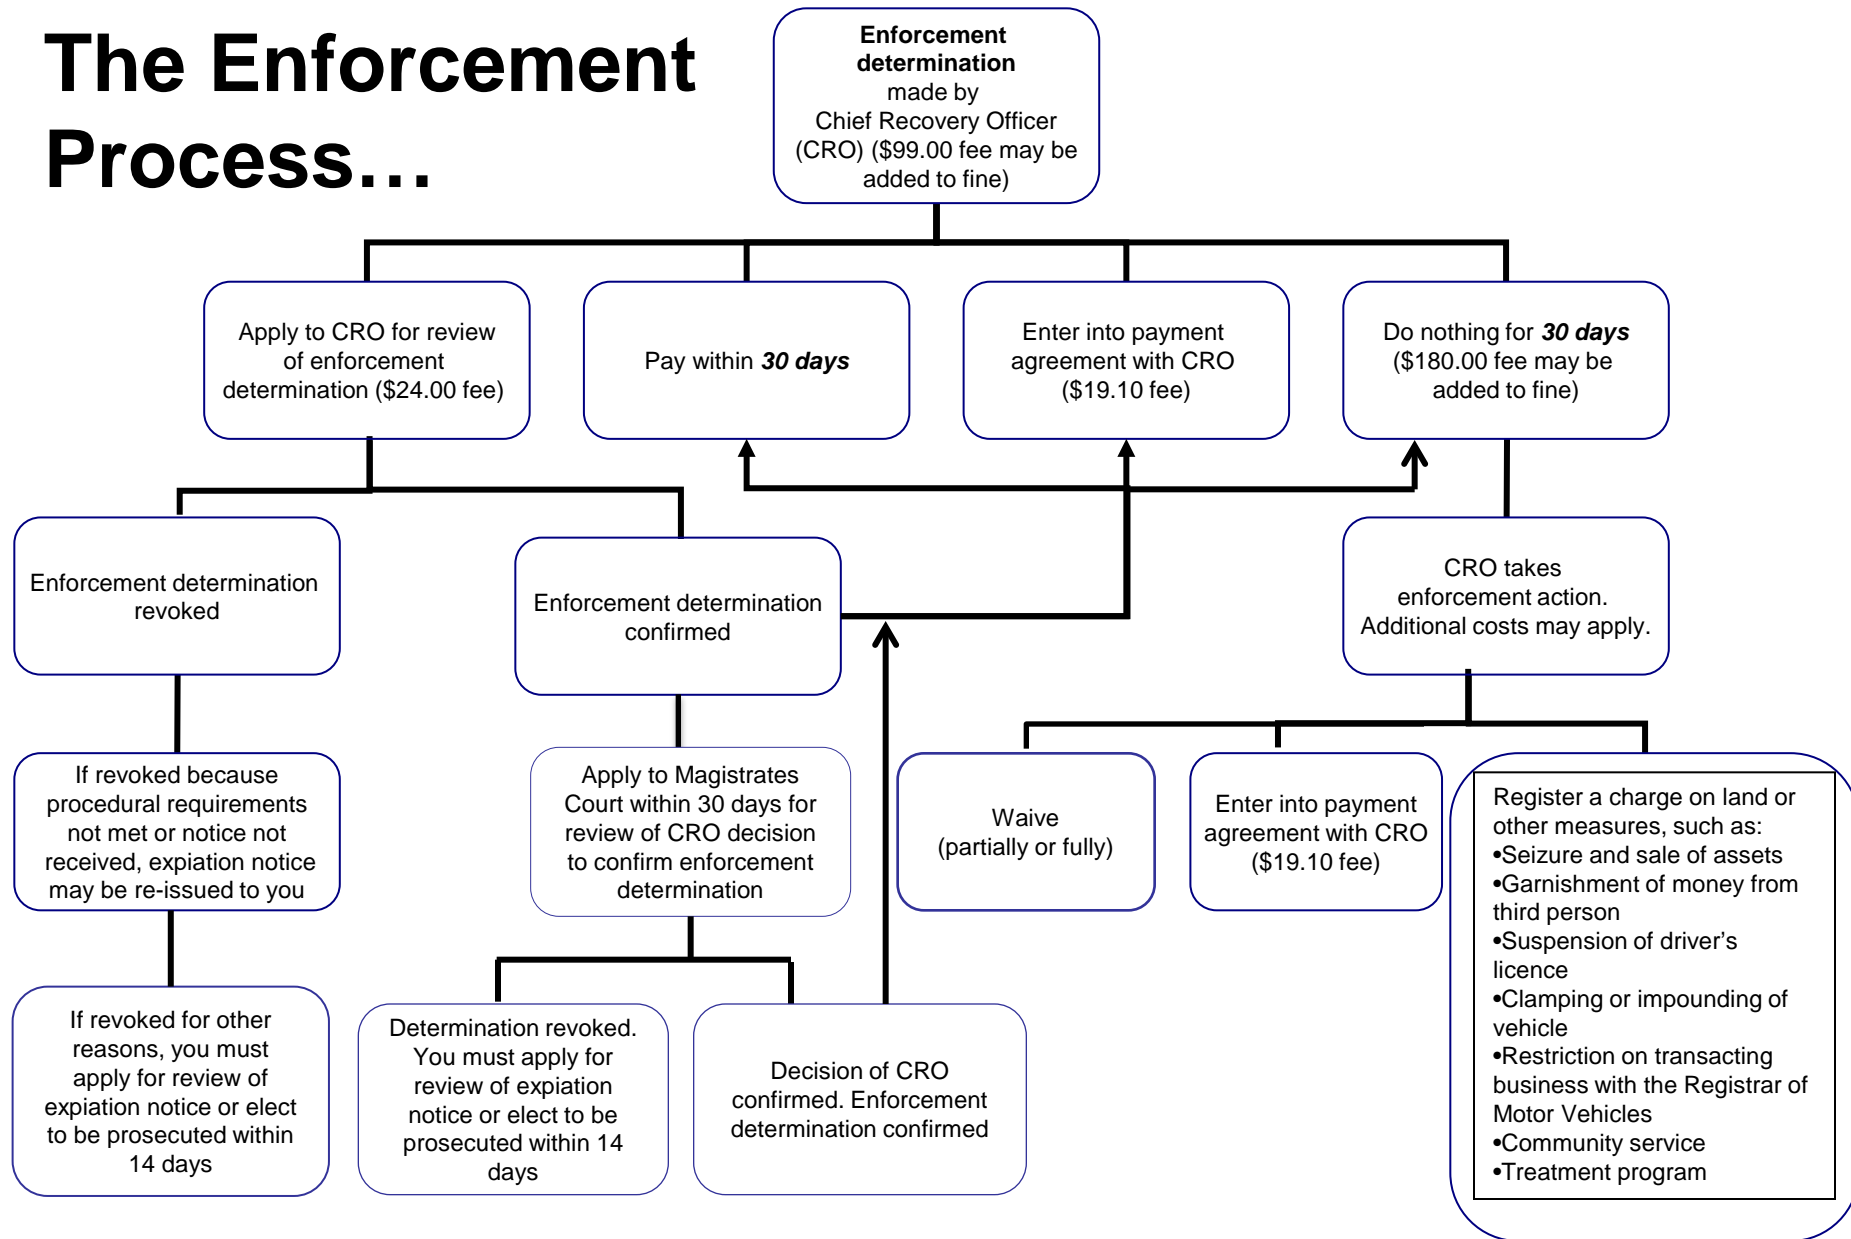 The Enforcement
Process...
Enforcement
determination
made by
Chief Recovery Officer
(CRO) ($99.00 fee may be
added to fine)
Apply to CRO for review
of enforcement
determination ($24.00 fee)
Pay within 30 days
Enter into payment
agreement with CRO
($19.10 fee)
Do nothing for 30 days
($180.00 fee may be
added to fine)
Enforcement determination
revoked
Enforcement determination
confirmed
CRO takes
enforcement action.
Additional costs may apply.
If revoked because
procedural requirements
not met or notice not
received, expiation notice
may be re-issued to you
Apply to Magistrates
Court within 30 days for
review of CRO decision
to confirm enforcement
determination
Waive
(partially or fully)
Enter into payment
agreement with CRO
($19.10 fee)
Register a charge on land or
other measures, such as:
•Seizure and sale of assets
•Garnishment of money from
third person
•Suspension of driver’s
licence
•Clamping or impounding of
vehicle
•Restriction on transacting
business with the Registrar of
Motor Vehicles
•Community service
•Treatment program
If revoked for other
reasons, you must
apply for review of
expiation notice or elect
to be prosecuted within
14 days
Determination revoked.
You must apply for
review of expiation
notice or elect to be
prosecuted within 14
days
Decision of CRO
confirmed. Enforcement
determination confirmed